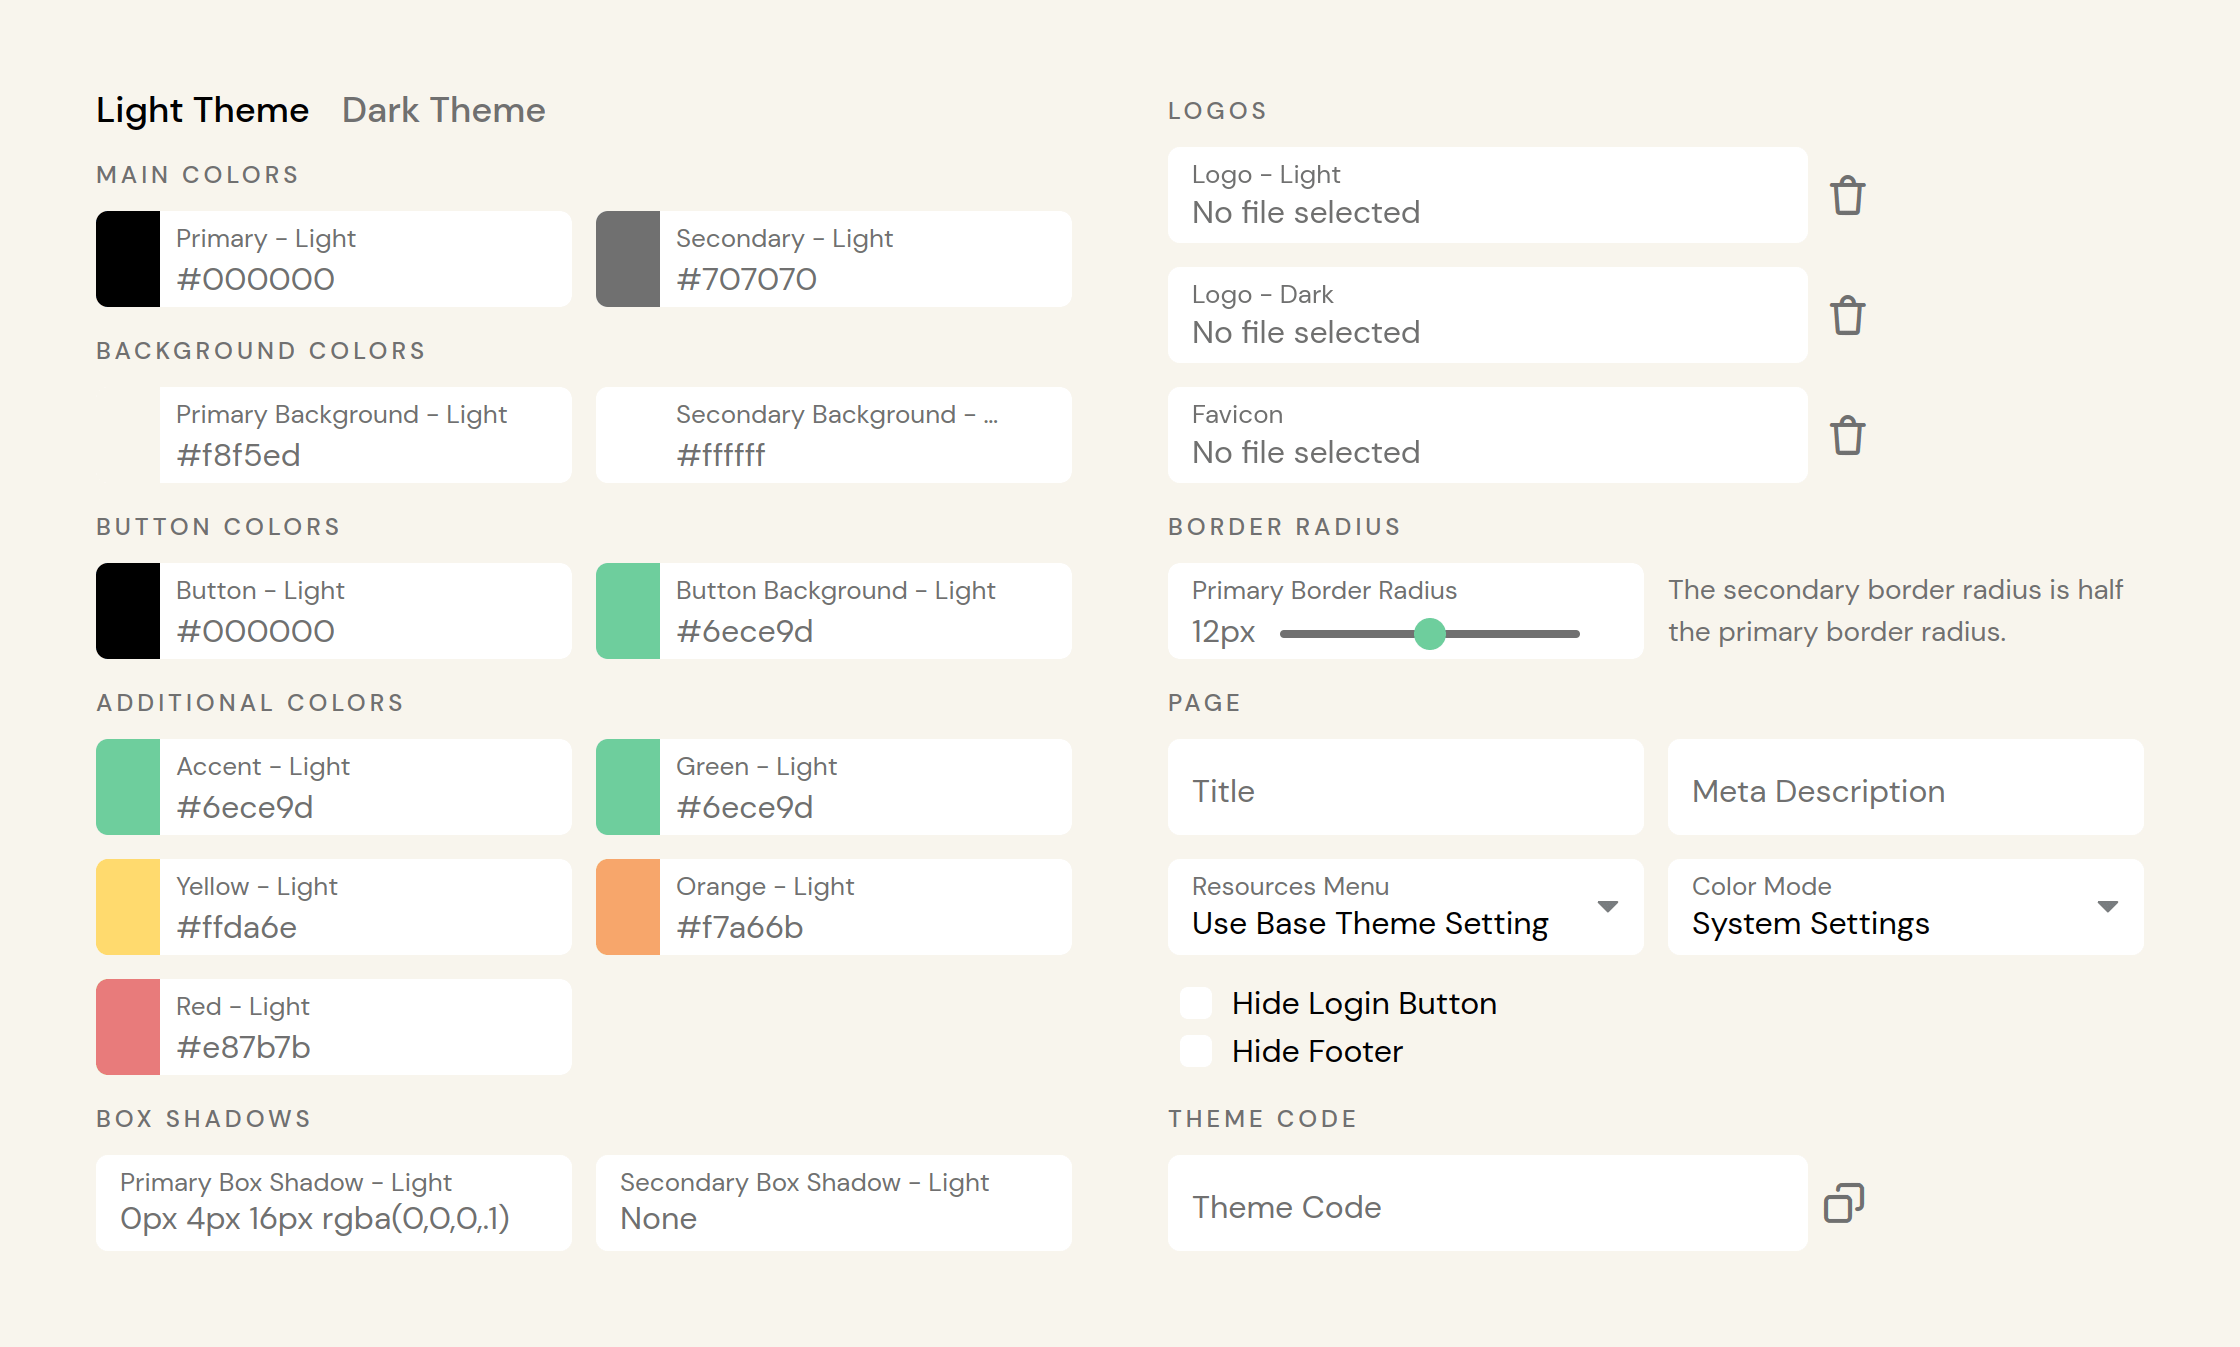 Light Theme
Dark Theme
MAIN COLORS
Primary - Light
#000000
Secondary - Light
#707070
BACKGROUND COLORS
Primary Background - Light
#f8f5ed
Secondary Background - ...
#ffffff
BUTTON COLORS
Button - Light
#000000
Button Background - Light
#6ece9d
ADDITIONAL COLORS
Accent - Light
#6ece9d
Green - Light
#6ece9d
Yellow - Light
#ffda6e
Orange - Light
#f7a66b
Red - Light
#e87b7b
BOX SHADOWS
Primary Box Shadow - Light
0px 4px 16px rgba(0,0,0,.1)
Secondary Box Shadow - Light
None
LOGOS
Logo - Light
No file selected
Logo - Dark
No file selected
Favicon
No file selected
BORDER RADIUS
Primary Border Radius
12px
The secondary border radius is half
the primary border radius.
PAGE
Title
Meta Description
Resources Menu
Use Base Theme Setting
Color Mode
System Settings
Hide Login Button
Hide Footer
THEME CODE
Theme Code